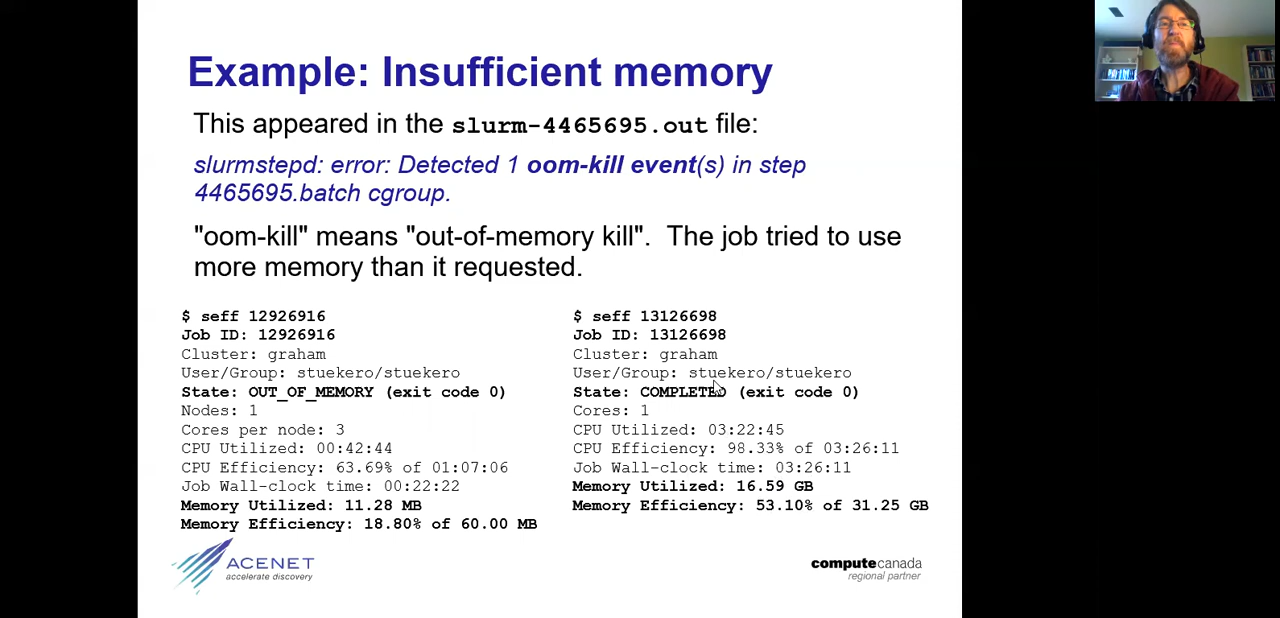 Example: Insufficient memory
This appeared in the slurm-4465695.out file:
slurmstepd: error: Detected 1 oom-kill event(s) in step
4465695.batch cgroup.
"oom-kill" means "out-of-memory kill".  The job tried to use
more memory than it requested.
$ seff 12926916
Job ID: 12926916
Cluster: graham
User/Group: stuekero/stuekero
State: OUT_OF_MEMORY (exit code 0)
Nodes: 1
Cores per node: 3
CPU Utilized: 00:42:44
CPU Efficiency: 63.69% of 01:07:06
Job Wall-clock time: 00:22:22
Memory Utilized: 11.28 MB
Memory Efficiency: 18.80% of 60.00 MB
$ seff 13126698
Job ID: 13126698
Cluster: graham
User/Group: stuekero/stuekero
State: COMPLETED (exit code 0)
Cores: 1
CPU Utilized: 03:22:45
CPU Efficiency: 98.33% of 03:26:11
Job Wall-clock time: 03:26:11
Memory Utilized: 16.59 GB
Memory Efficiency: 53.10% of 31.25 GB
ACENET
accelerate discovery
computecanada
regional partner